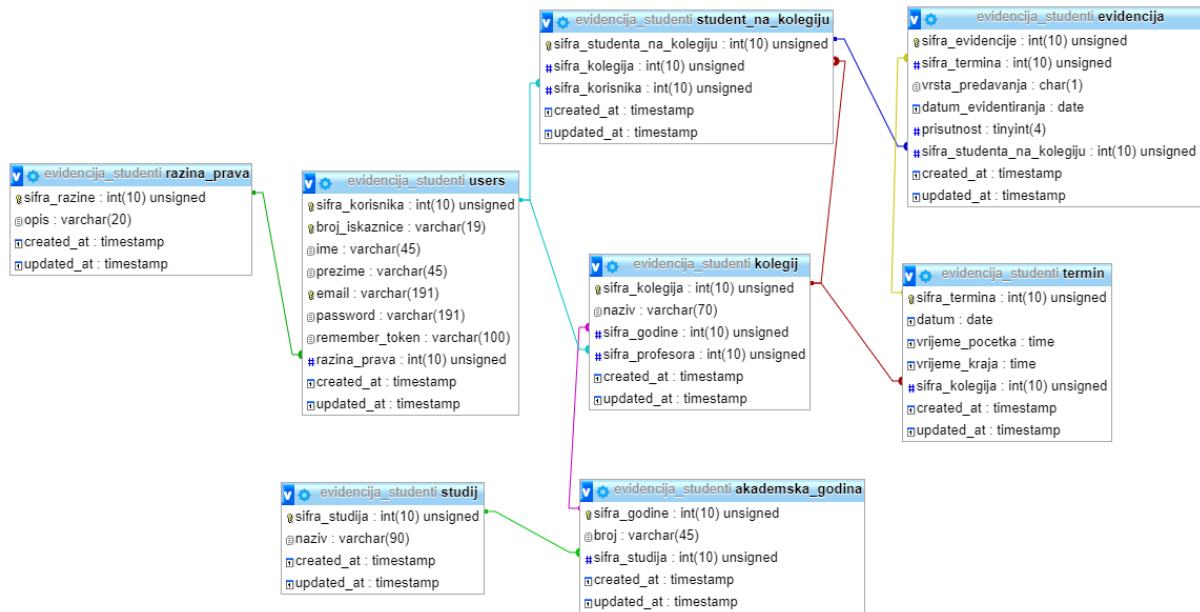 evidencija_studenti student_na_kolegiju
sifra_studenta_na_kolegiju : int(10) unsigned
sifra_kolegija : int(10) unsigned
sifra_korisnika : int(10) unsigned
created_at : timestamp
updated_at : timestamp
evidencija_studenti evidencija
sifra_evidencije : int(10) unsigned
sifra_termina : int(10) unsigned
vrsta_predavanja : char(1)
datum_evidentiranja : date
prisutnost : tinyint(4)
sifra_studenta_na_kolegiju : int(10) unsigned
created_at : timestamp
updated_at : timestamp
evidencija_studenti razina_prava
sifra_razine : int(10) unsigned
opis : varchar(20)
created_at : timestamp
updated_at : timestamp
evidencija_studenti users
sifra_korisnika : int(10) unsigned
broj_iskaznice : varchar(19)
ime : varchar(45)
prezime : varchar(45)
email : varchar(191)
password : varchar(191)
remember_token : varchar(100)
razina_prava : int(10) unsigned
created_at : timestamp
updated_at : timestamp
evidencija_studenti kolegij
sifra_kolegija : int(10) unsigned
naziv : varchar(70)
sifra_godine : int(10) unsigned
sifra_profesora : int(10) unsigned
created_at : timestamp
updated_at : timestamp
evidencija_studenti termin
sifra_termina : int(10) unsigned
datum : date
vrijeme_pocetka : time
vrijeme_kraja : time
sifra_kolegija : int(10) unsigned
created_at : timestamp
updated_at : timestamp
evidencija_studenti studij
sifra_studija : int(10) unsigned
naziv : varchar(90)
created_at : timestamp
updated_at : timestamp
evidencija_studenti akademska_godina
sifra_godine : int(10) unsigned
broj : varchar(45)
sifra_studija : int(10) unsigned
created_at : timestamp
updated_at : timestamp